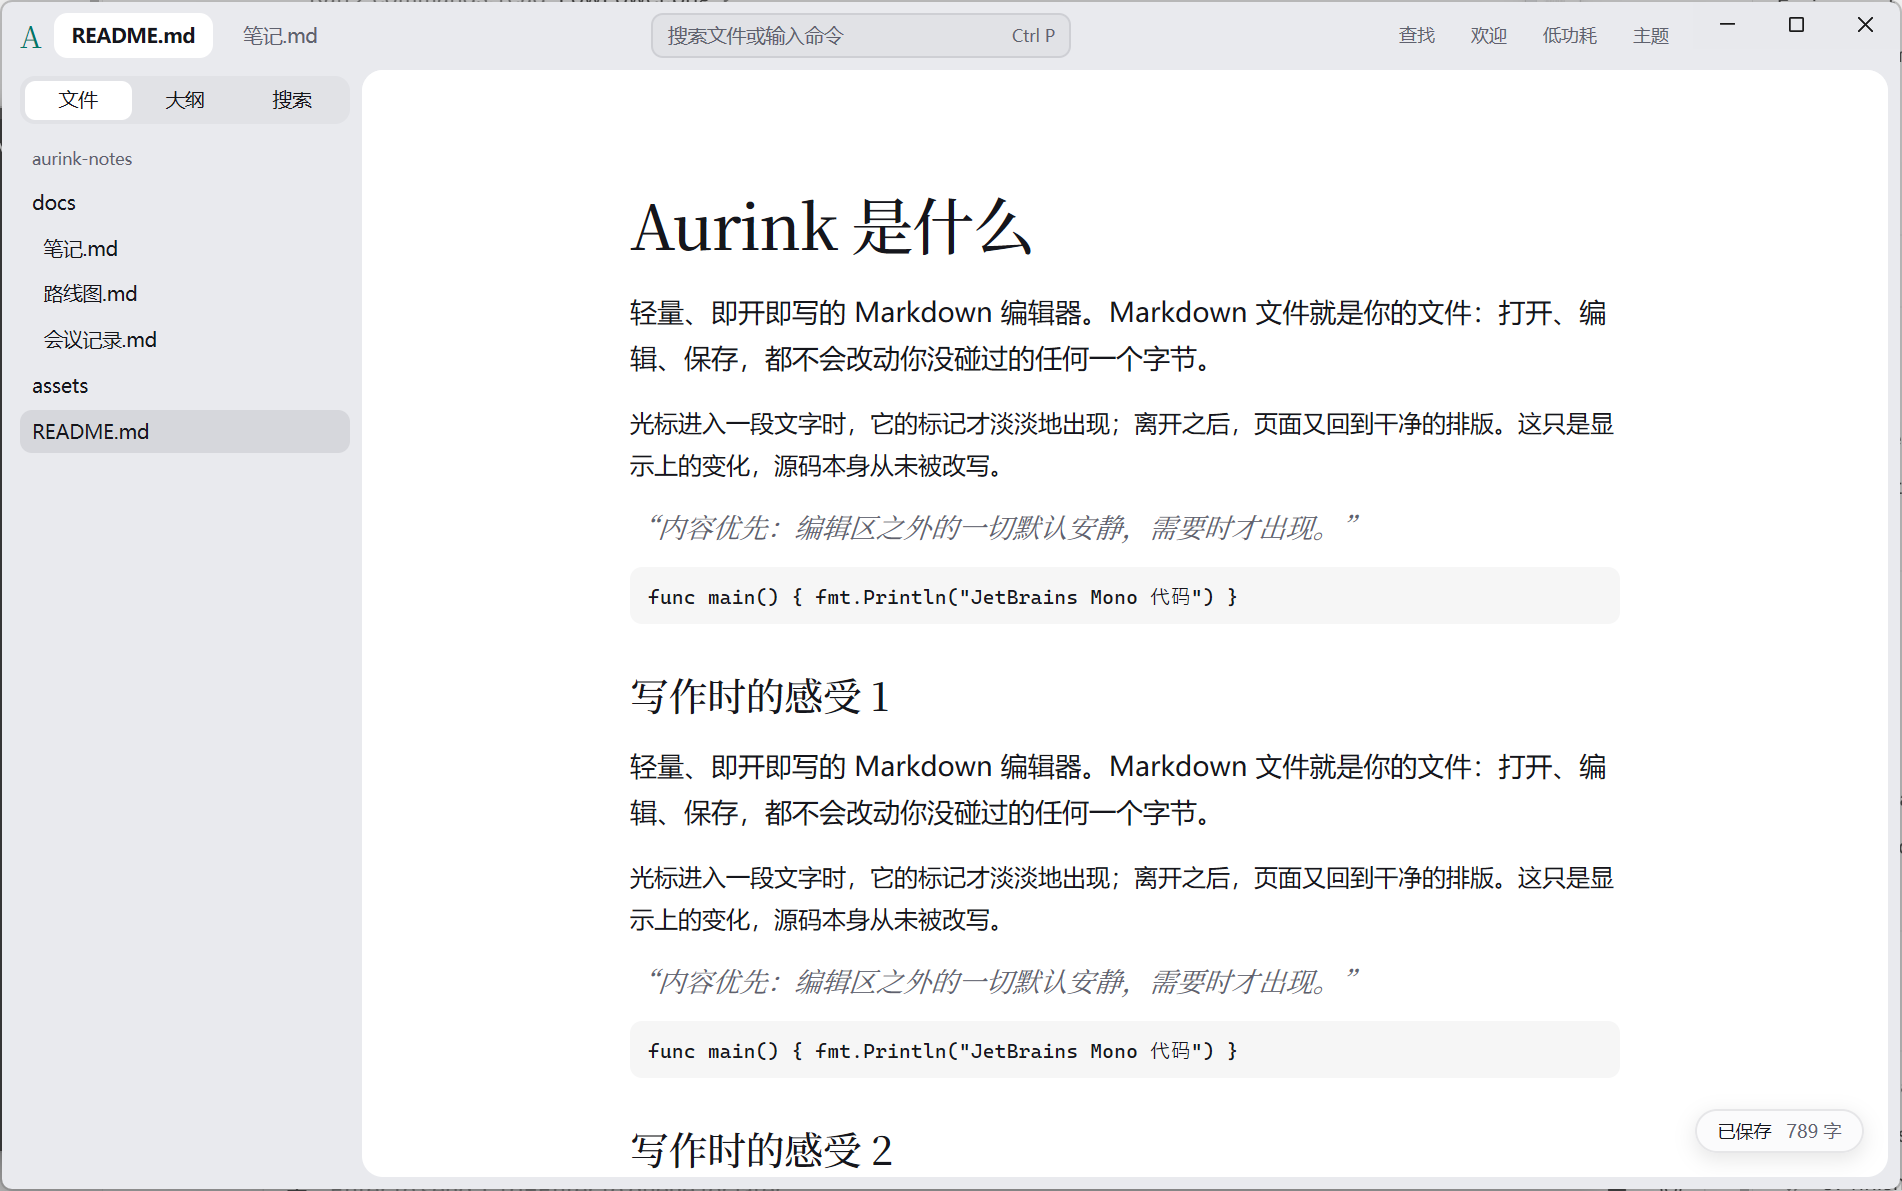 A README.md 笔记.md 搜索文件或输入命令 Ctrl P 查找 欢迎 低功耗 主题
文件 大纲 搜索
aurink-notes
docs
笔记.md
路线图.md
会议记录.md
assets
README.md
Aurink 是什么
轻量、即开即写的 Markdown 编辑器。Markdown 文件就是你的文件：打开、编
辑、保存，都不会改动你没碰过的任何一个字节。
光标进入一段文字时，它的标记才淡淡地出现；离开之后，页面又回到干净的排版。这只是显
示上的变化，源码本身从未被改写。
“内容优先：编辑区之外的一切默认安静，需要时才出现。”
func main() { fmt.Println("JetBrains Mono 代码") }
写作时的感受 1
轻量、即开即写的 Markdown 编辑器。Markdown 文件就是你的文件：打开、编
辑、保存，都不会改动你没碰过的任何一个字节。
光标进入一段文字时，它的标记才淡淡地出现；离开之后，页面又回到干净的排版。这只是显
示上的变化，源码本身从未被改写。
“内容优先：编辑区之外的一切默认安静，需要时才出现。”
func main() { fmt.Println("JetBrains Mono 代码") }
写作时的感受 2
已保存 789 字